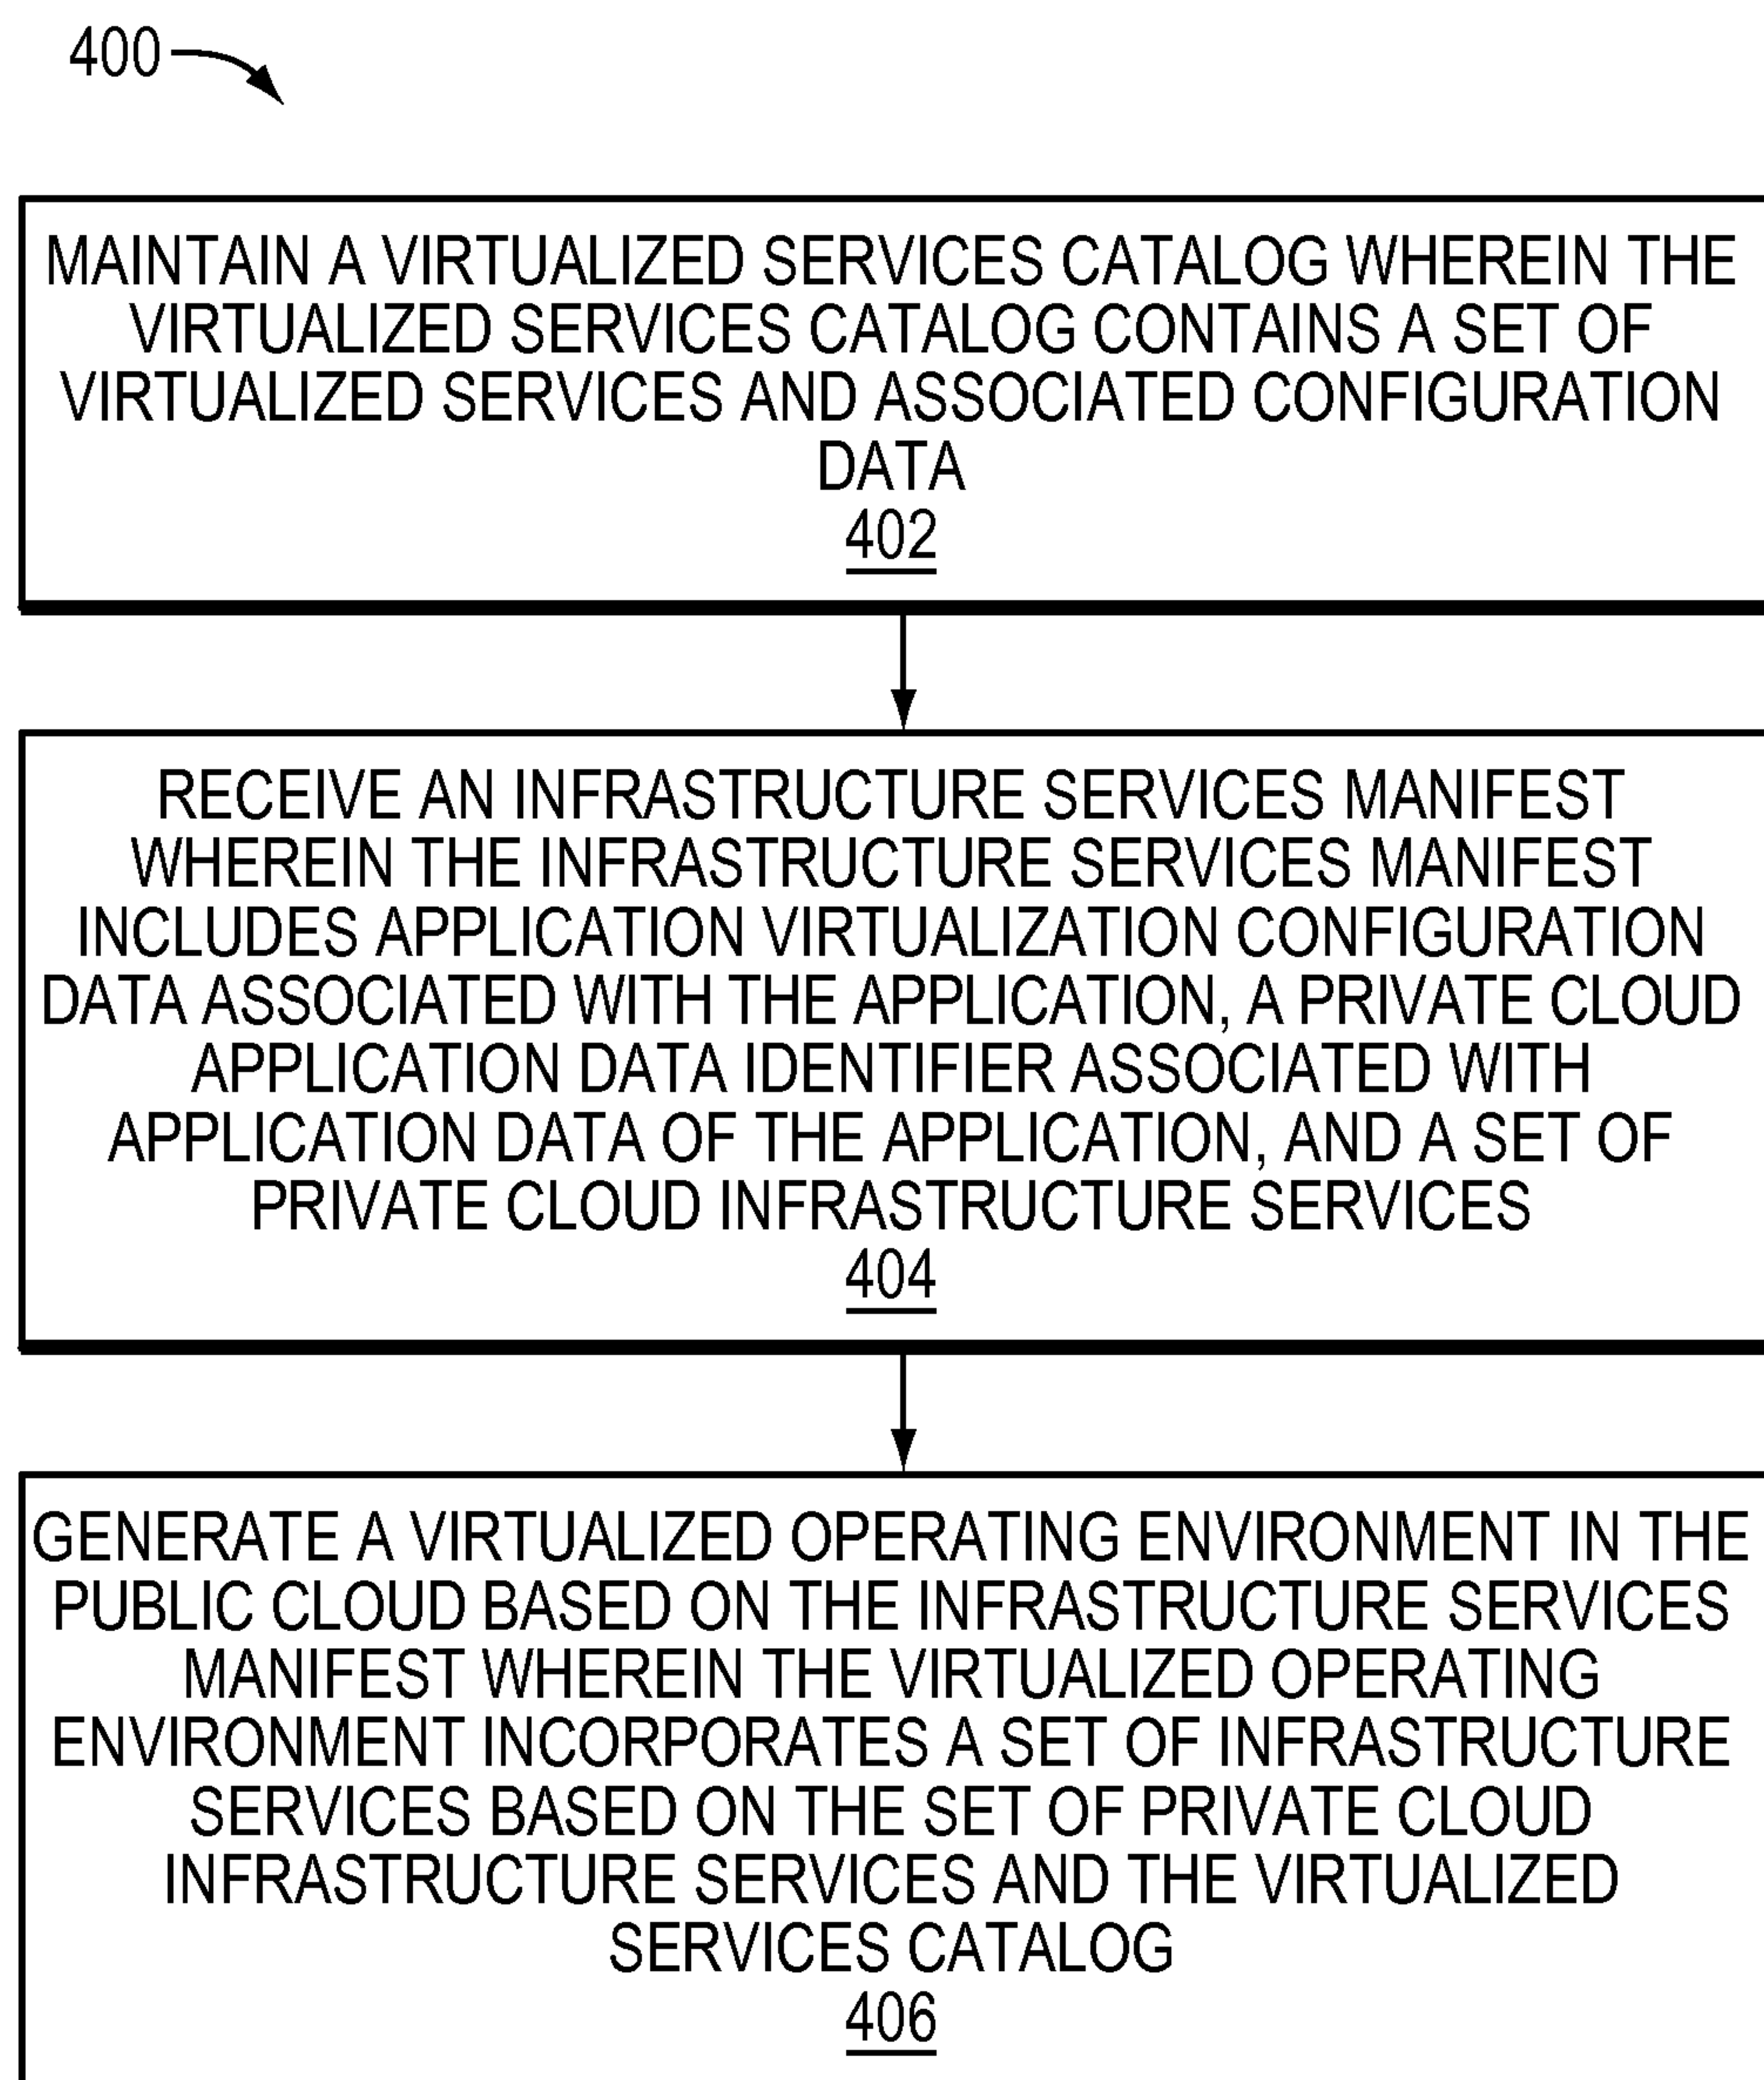 400
MAINTAIN A VIRTUALIZED SERVICES CATALOG WHEREIN THE
VIRTUALIZED SERVICES CATALOG CONTAINS A SET OF
VIRTUALIZED SERVICES AND ASSOCIATED CONFIGURATION
DATA
402
RECEIVE AN INFRASTRUCTURE SERVICES MANIFEST
WHEREIN THE INFRASTRUCTURE SERVICES MANIFEST
INCLUDES APPLICATION VIRTUALIZATION CONFIGURATION
DATA ASSOCIATED WITH THE APPLICATION, A PRIVATE CLOUD
APPLICATION DATA IDENTIFIER ASSOCIATED WITH
APPLICATION DATA OF THE APPLICATION, AND A SET OF
PRIVATE CLOUD INFRASTRUCTURE SERVICES
404
GENERATE A VIRTUALIZED OPERATING ENVIRONMENT IN THE
PUBLIC CLOUD BASED ON THE INFRASTRUCTURE SERVICES
MANIFEST WHEREIN THE VIRTUALIZED OPERATING
ENVIRONMENT INCORPORATES A SET OF INFRASTRUCTURE
SERVICES BASED ON THE SET OF PRIVATE CLOUD
INFRASTRUCTURE SERVICES AND THE VIRTUALIZED
SERVICES CATALOG
406